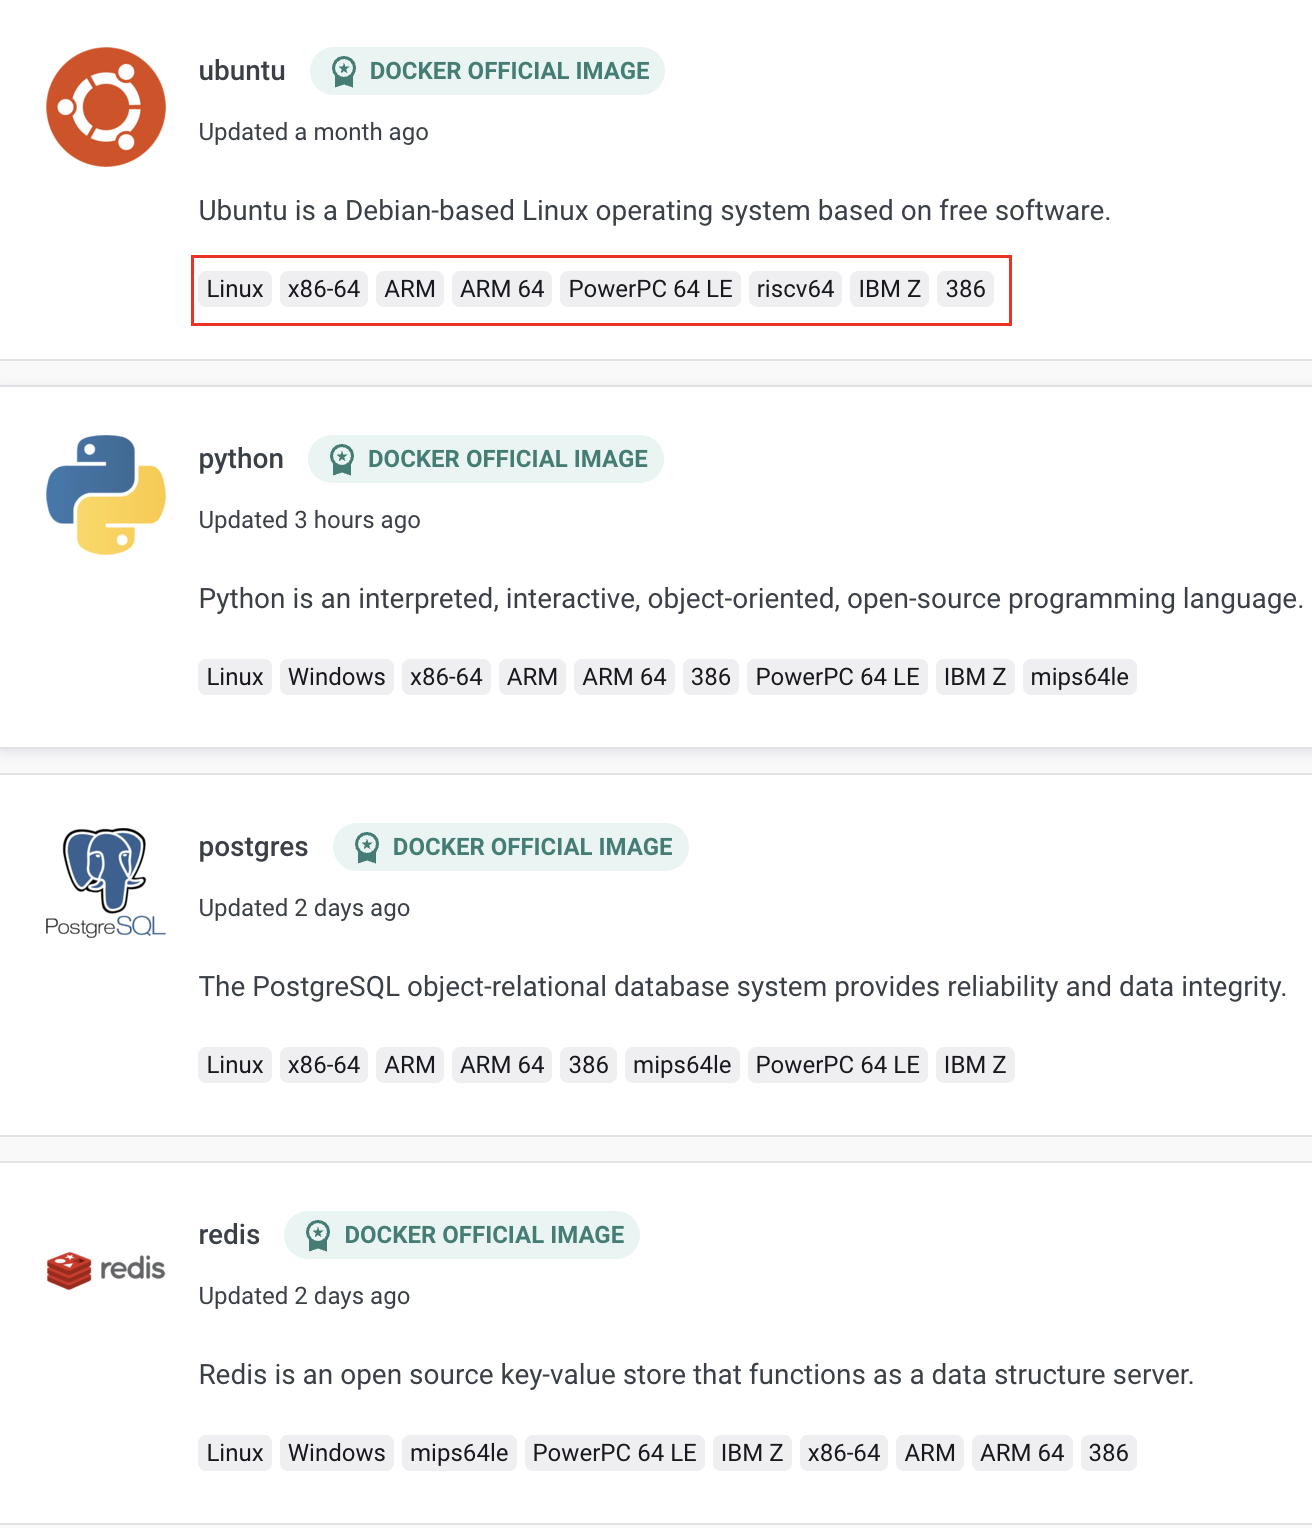 ubuntu DOCKER OFFICIAL IMAGE
Updated a month ago
Ubuntu is a Debian-based Linux operating system based on free software.
Linux x86-64 ARM ARM 64 PowerPC 64 LE riscv64 IBM Z 386
python DOCKER OFFICIAL IMAGE
Updated 3 hours ago
Python is an interpreted, interactive, object-oriented, open-source programming language.
Linux Windows x86-64 ARM ARM 64 386 PowerPC 64 LE IBM Z mips64le
postgres DOCKER OFFICIAL IMAGE
PostgreSQL
Updated 2 days ago
The PostgreSQL object-relational database system provides reliability and data integrity.
Linux x86-64 ARM ARM 64 386 mips64le PowerPC 64 LE IBM Z
redis DOCKER OFFICIAL IMAGE
redis
Updated 2 days ago
Redis is an open source key-value store that functions as a data structure server.
Linux Windows mips64le PowerPC 64 LE IBM Z x86-64 ARM ARM 64 386